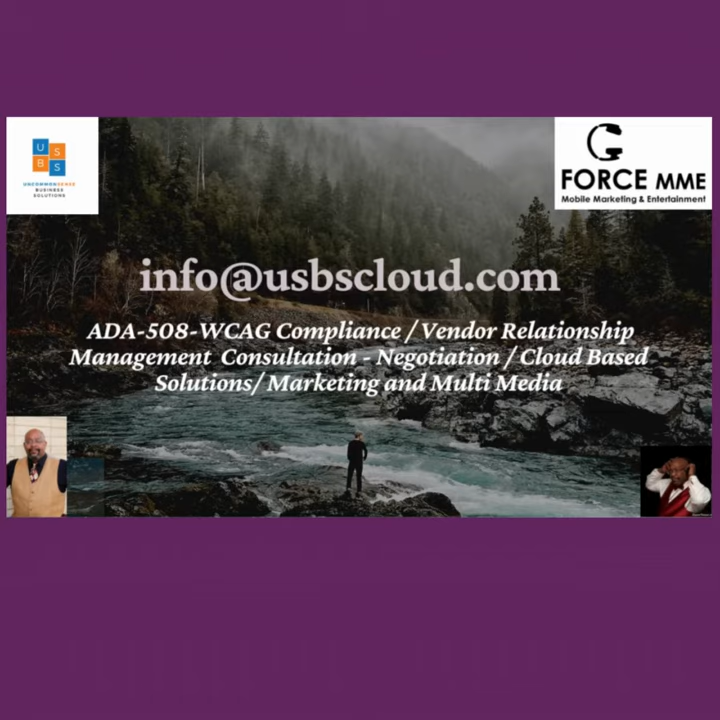 U S
B S
UNCOMMONSENSE
BUSINESS
SOLUTIONS
G
FORCE MME
Mobile Marketing & Entertainment
info@usbscloud.com
ADA-508-WCAG Compliance / Vendor Relationship
Management Consultation - Negotiation / Cloud Based
Solutions/ Marketing and Multi Media